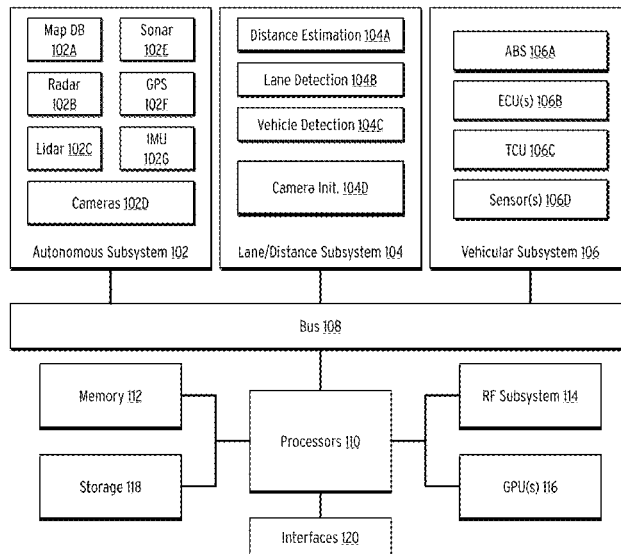 Map DB
102A
Sonar
102E
Radar
102B
GPS
102F
Lidar 102C
IMU
102G
Cameras 102D
Autonomous Subsystem 102
Distance Estimation 104A
Lane Detection 104B
Vehicle Detection 104C
Camera Init. 104D
Lane/Distance Subsystem 104
ABS 106A
ECU(s) 106B
TCU 106C
Sensor(s) 106D
Vehicular Subsystem 106
Bus 108
Memory 112
Storage 118
Processors 110
RF Subsystem 114
GPU(s) 116
Interfaces 120